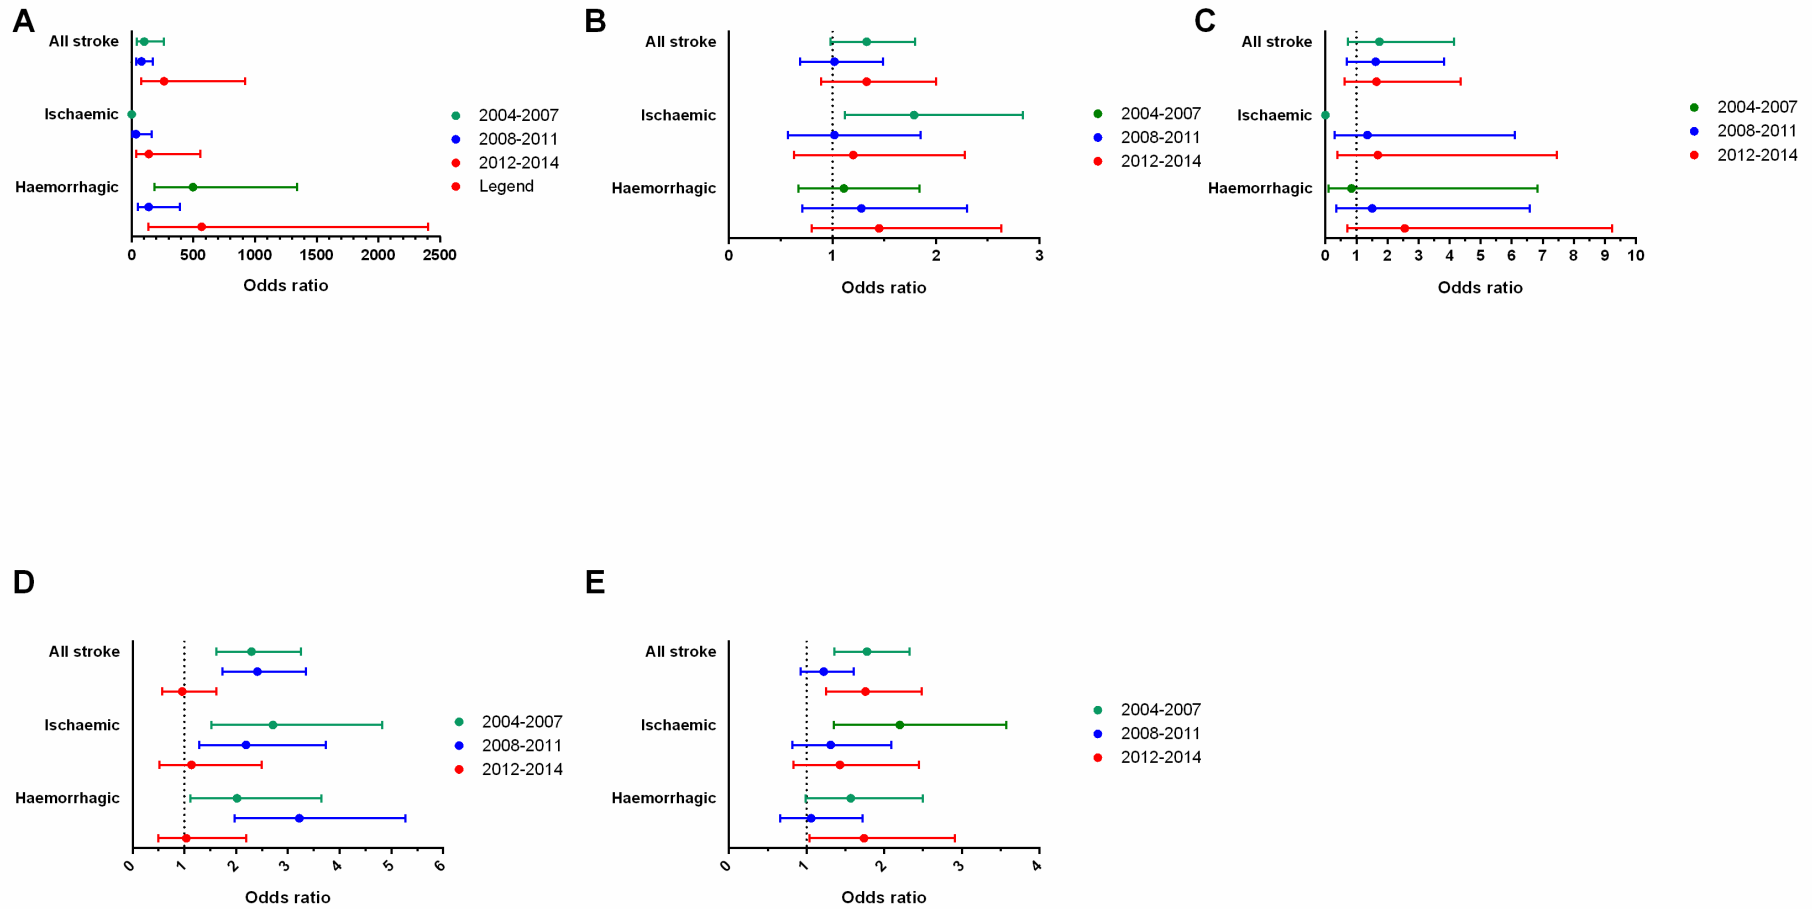 A
All stroke
Ischaemic
Haemorrhagic
0 500 1000 1500 2000 2500
Odds ratio
2004-2007
2008-2011
2012-2014
Legend
B
All stroke
Ischaemic
Haemorrhagic
0 1 2 3
Odds ratio
2004-2007
2008-2011
2012-2014
C
All stroke
Ischaemic
Haemorrhagic
0 1 2 3 4 5 6 7 8 9 10
Odds ratio
2004-2007
2008-2011
2012-2014
D
All stroke
Ischaemic
Haemorrhagic
0 1 2 3 4 5 6
Odds ratio
2004-2007
2008-2011
2012-2014
E
All stroke
Ischaemic
Haemorrhagic
0 1 2 3 4
Odds ratio
2004-2007
2008-2011
2012-2014